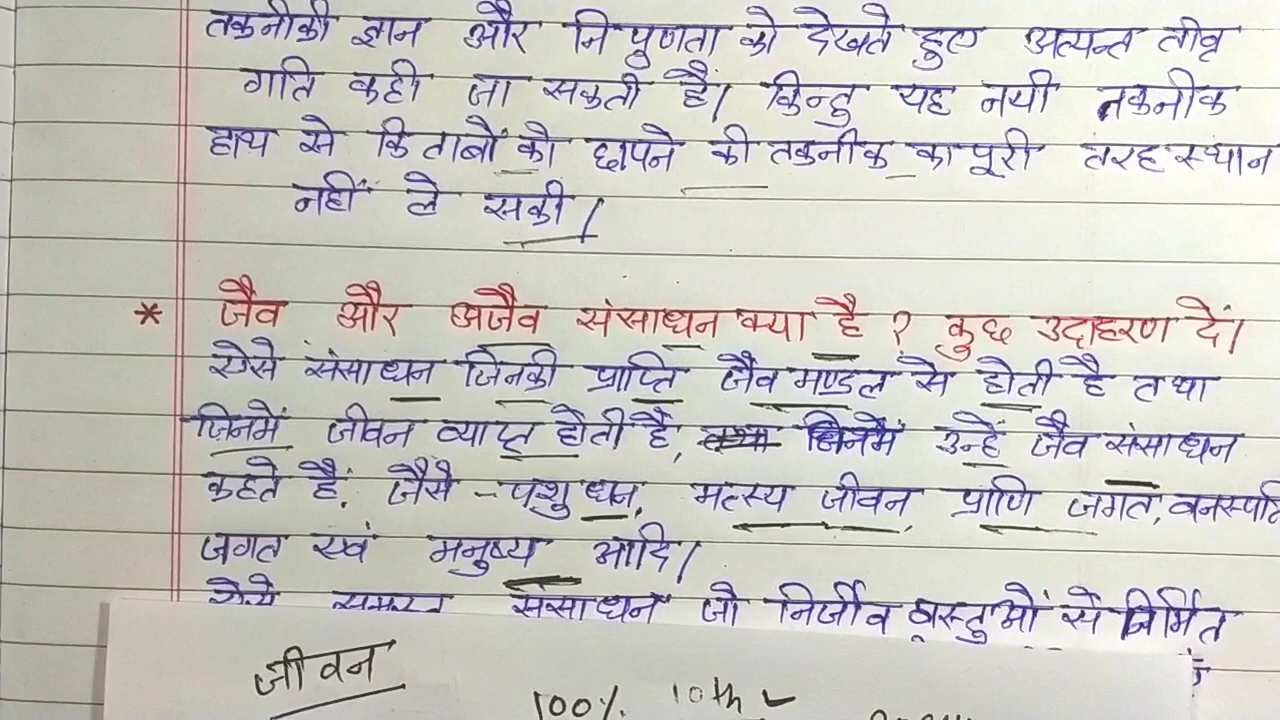 तकनीकी ज्ञान और निपुणता को देखते हुए अत्यन्त तीव्र
गति कही जा सकती है। किन्तु यह नयी तकनीक
हाथ से किताबों को छापने की तकनीक का पूरी तरह स्थान
नहीं ले सकी।
* जैव और अजैव संसाधन क्या है? कुछ उदाहरण दें।
ऐसे संसाधन जिनकी प्राप्ति जैव मण्डल से होती है तथा
जिनमें जीवन व्याप्त होती है, उन्हें जैव संसाधन
कहते हैं, जैसे - पशुधन, मत्स्य जीवन, प्राणि जगत, वनस्पति
जगत एवं मनुष्य आदि।
संसाधन जो निर्जीव वस्तुओं से निर्मित
जीवन
100%. 10th